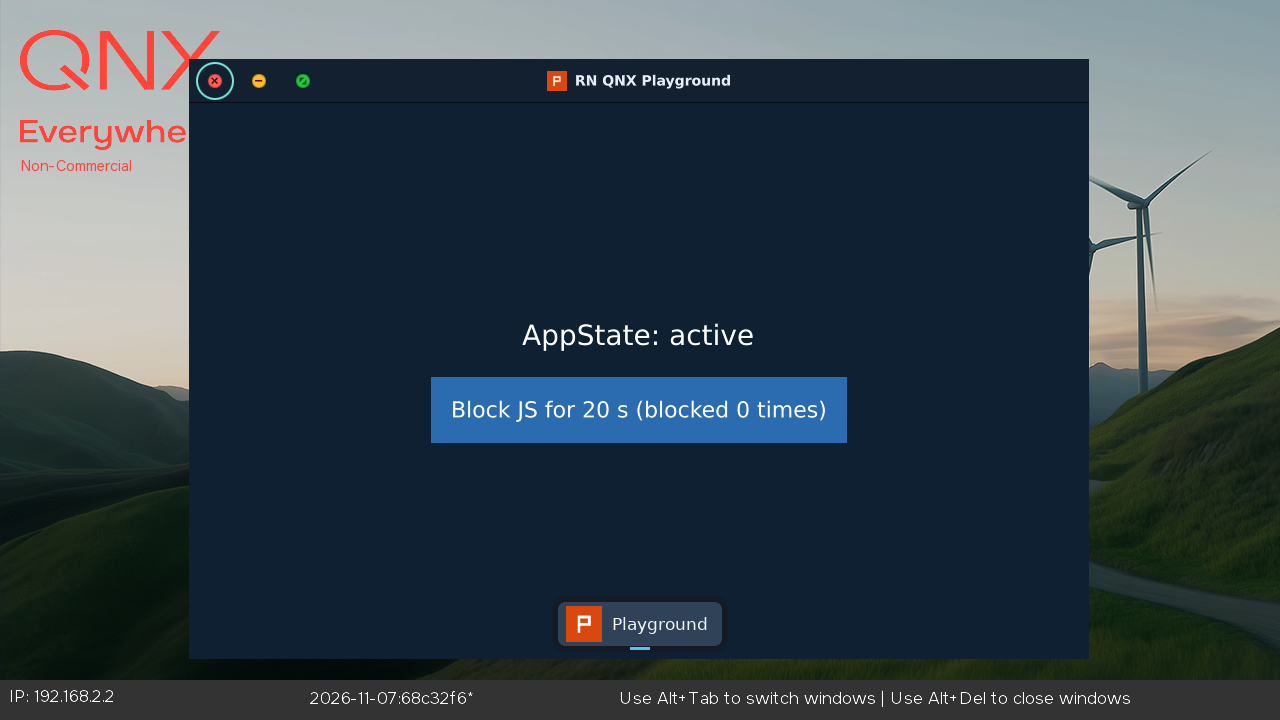 QNX
Everywhe
Non-Commercial
RN QNX Playground
AppState: active
Block JS for 20 s (blocked 0 times)
P Playground
IP: 192.168.2.2
2026-11-07:68c32f6*
Use Alt+Tab to switch windows | Use Alt+Del to close windows